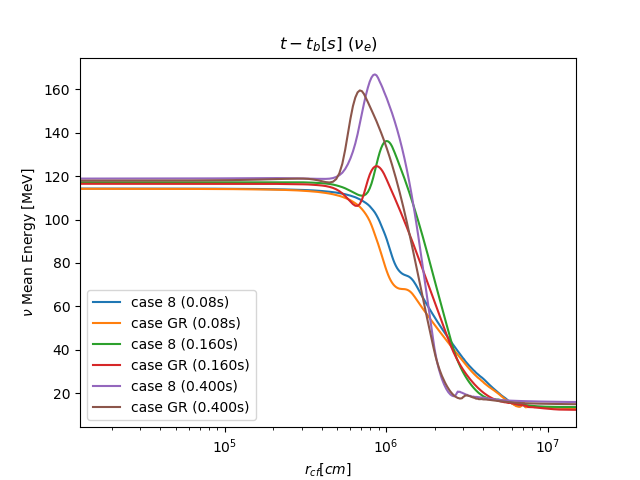 t − t_b[s] (ν_e)
ν Mean Energy [MeV]
160
140
120
100
80
60
40
20
case 8 (0.08s)
case GR (0.08s)
case 8 (0.160s)
case GR (0.160s)
case 8 (0.400s)
case GR (0.400s)
10^5 10^6 10^7
r_cf[cm]